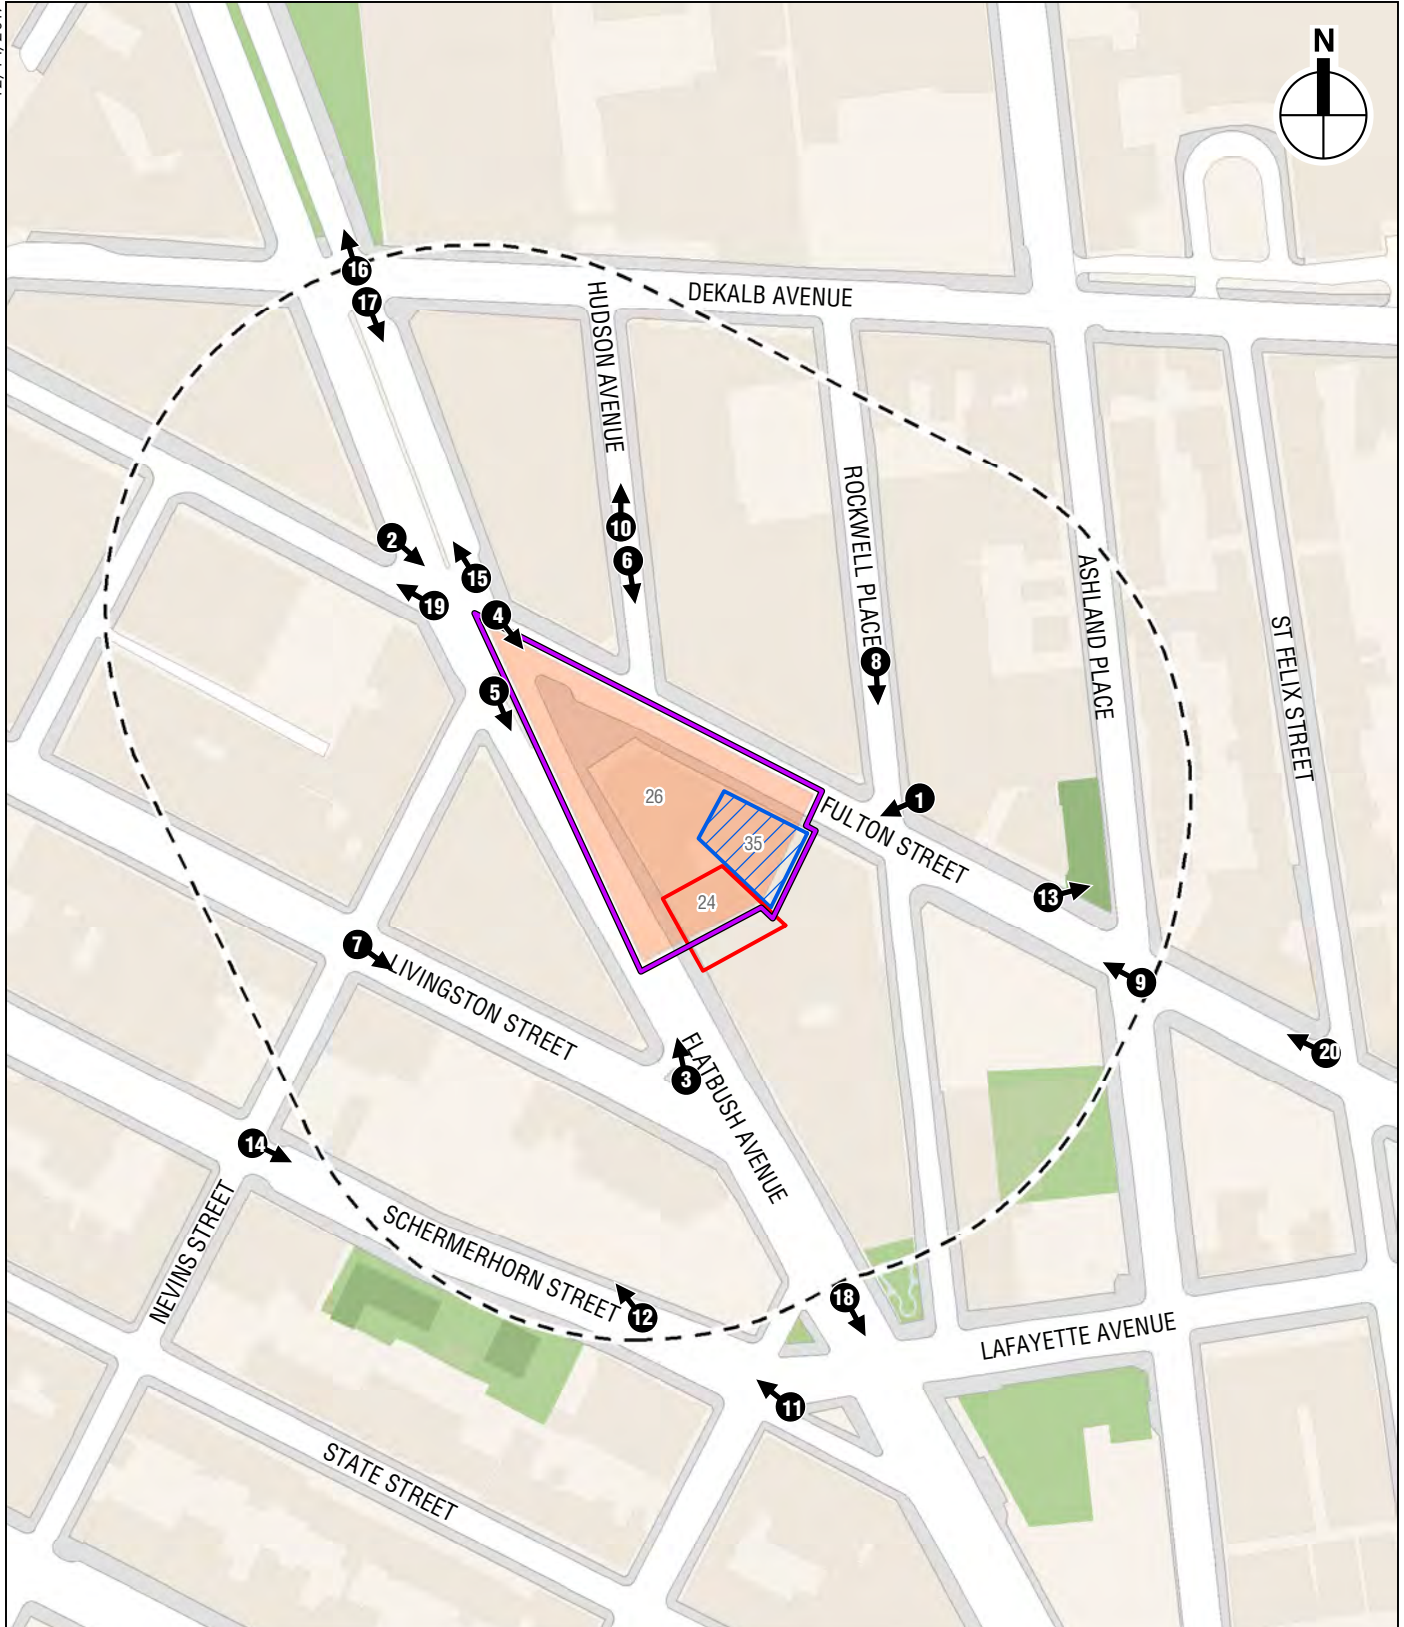 N
16
17
DEKALB AVENUE
HUDSON AVENUE
10
6
2
15
19
4
5
ROCKWELL PLACE
8
ASHLAND PLACE
ST FELIX STREET
26
35
24
1
FULTON STREET
13
7
LIVINGSTON STREET
9
20
3
FLATBUSH AVENUE
14
NEVINS STREET
SCHERMERHORN STREET
12
18
LAFAYETTE AVENUE
11
STATE STREET